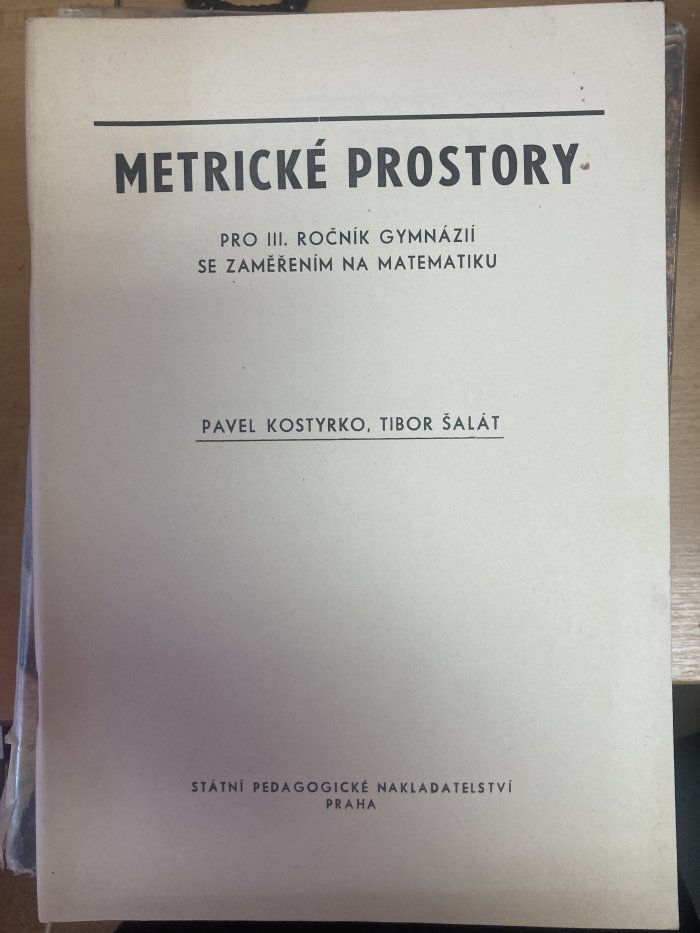 METRICKÉ PROSTORY
PRO III. ROČNÍK GYMNÁZIÍ
SE ZAMĚŘENÍM NA MATEMATIKU
PAVEL KOSTYRKO, TIBOR ŠALÁT
STÁTNÍ PEDAGOGICKÉ NAKLADATELSTVÍ
PRAHA